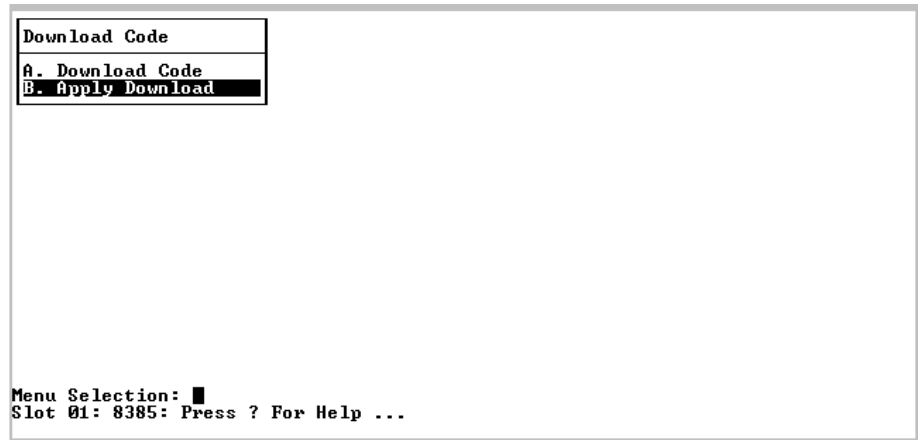 Download Code
A. Download Code
B. Apply Download
Menu Selection:
Slot 01: 8385: Press ? For Help ...